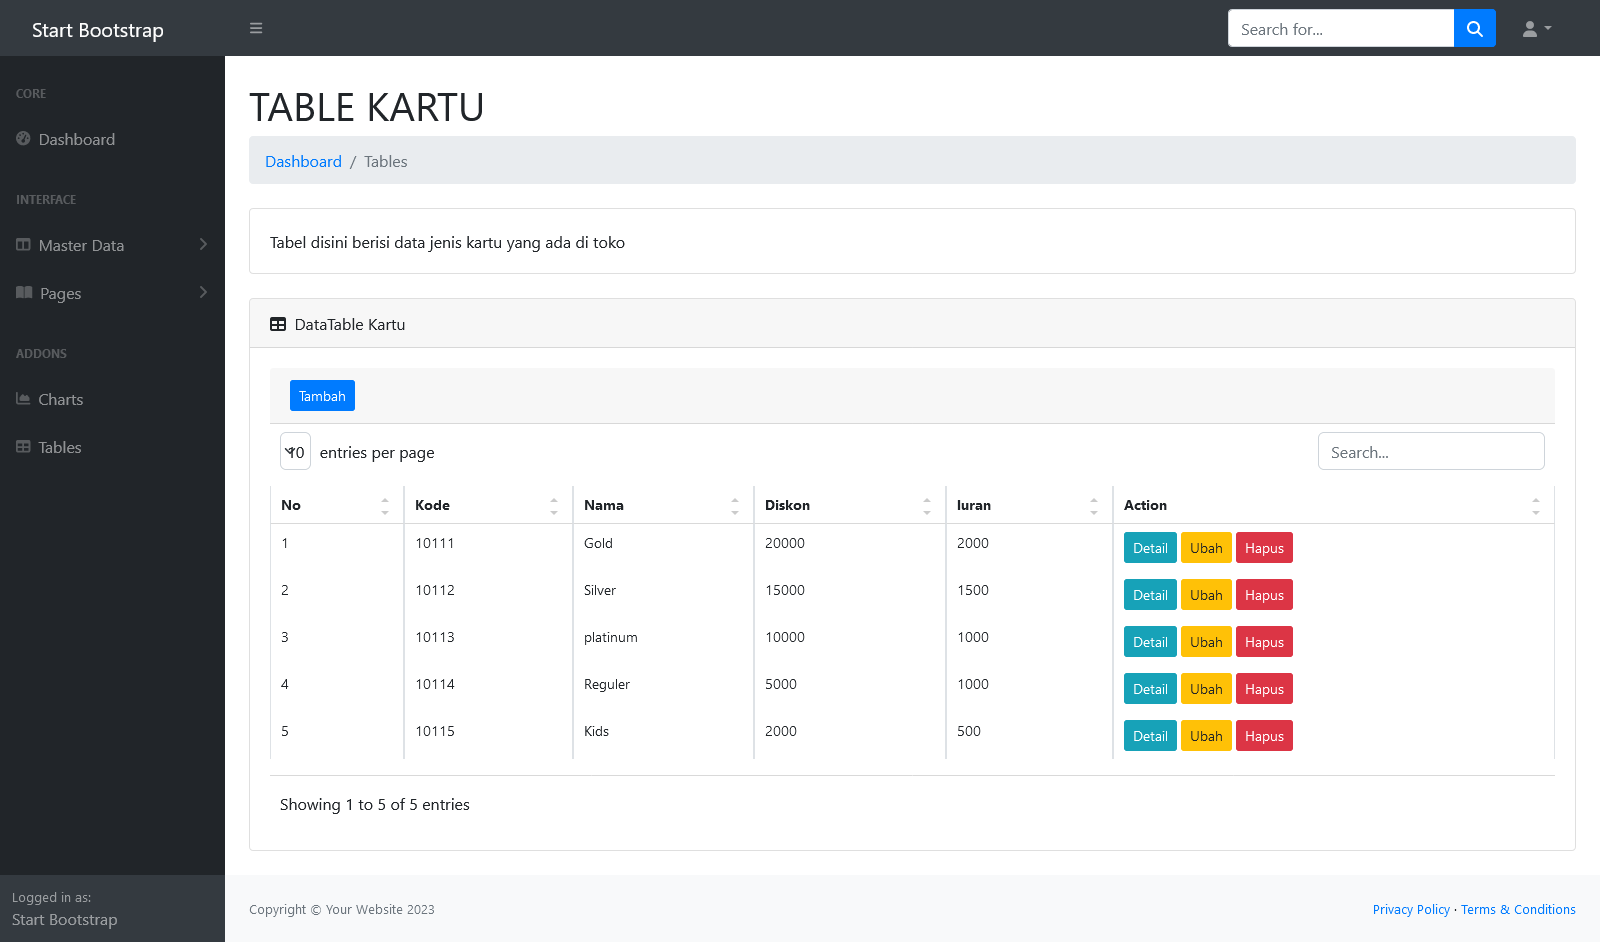 Start Bootstrap
Search for...
CORE
Dashboard
INTERFACE
Master Data
Pages
ADDONS
Charts
Tables
Logged in as:
Start Bootstrap
TABLE KARTU
Dashboard / Tables
Tabel disini berisi data jenis kartu yang ada di toko
DataTable Kartu
Tambah
10 entries per page
Search...
No Kode Nama Diskon Iuran Action
1 10111 Gold 20000 2000 Detail Ubah Hapus
2 10112 Silver 15000 1500 Detail Ubah Hapus
3 10113 platinum 10000 1000 Detail Ubah Hapus
4 10114 Reguler 5000 1000 Detail Ubah Hapus
5 10115 Kids 2000 500 Detail Ubah Hapus
Showing 1 to 5 of 5 entries
Copyright © Your Website 2023
Privacy Policy · Terms & Conditions